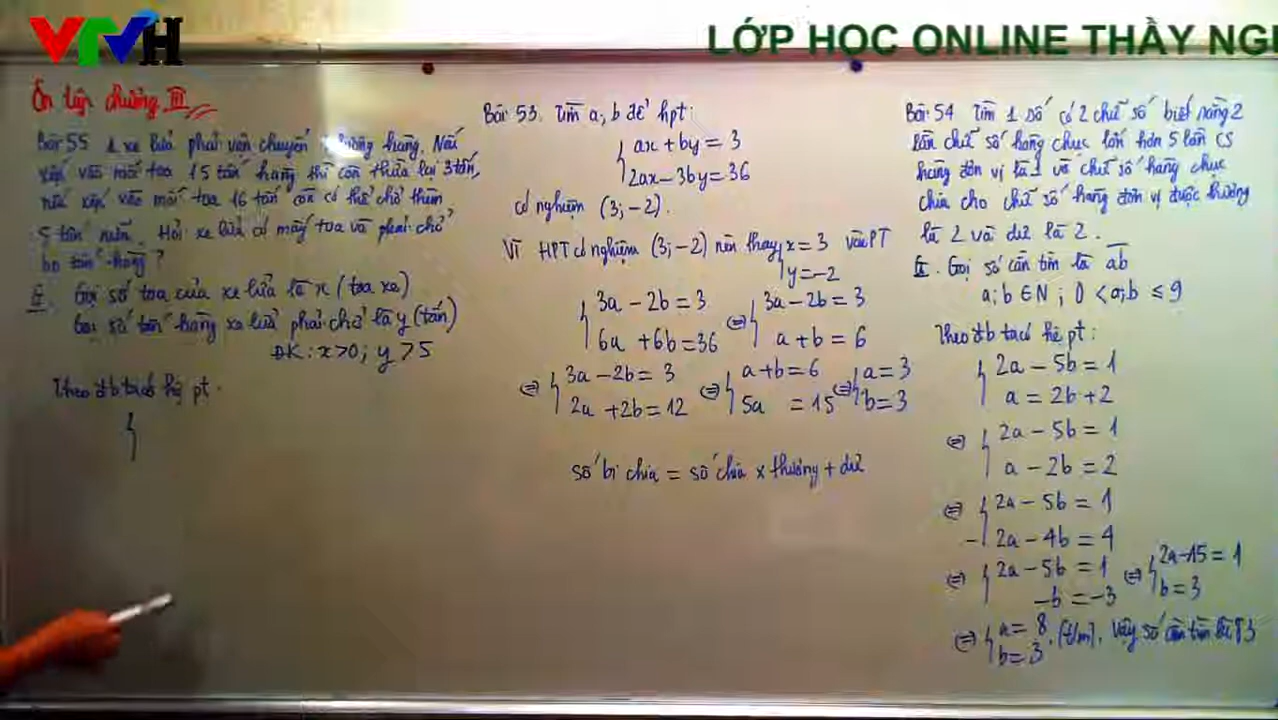 VTVH
LỚP HỌC ONLINE THẦY NGH
Ôn tập chương III
Bài 55 1 xe lửa phải vận chuyển lượng hàng. Nếu
xếp vào mỗi toa 15 tấn hàng thì còn thừa lại 3 tấn,
nếu xếp vào mỗi toa 16 tấn còn có thể chở thêm
5 tấn nữa. Hỏi xe lửa có mấy toa và phải chở
bn tấn hàng?
Gọi số toa của xe lửa là x (toa xe)
Gọi số tấn hàng xe lửa phải chở là y (tấn)
ĐK: x>0; y>5
Theo đb ta có hệ pt.
{
Bài 53. Tìm a, b để hpt:
{ ax + by = 3
2ax - 3by = 36
có nghiệm (3; -2).
Vì HPT có nghiệm (3; -2) nên thay x = 3 vào PT
y = -2
{ 3a - 2b = 3 ⇔ { 3a - 2b = 3
6a + 6b = 36 a + b = 6
⇔ { 3a - 2b = 3 ⇔ { a + b = 6 ⇔ { a = 3
2a + 2b = 12 5a = 15 b = 3
Số bị chia = số chia x thương + dư
Bài 54 Tìm 1 số có 2 chữ số biết rằng 2
lần chữ số hàng chục lớn hơn 5 lần CS
hàng đơn vị là 1 và chữ số hàng chục
chia cho chữ số hàng đơn vị được thương
là 2 và dư là 2.
Gọi số cần tìm là ab
a; b ∈ N ; 0 < a, b ≤ 9
Theo đb ta có hệ pt:
{ 2a - 5b = 1
a = 2b + 2
⇔ { 2a - 5b = 1
a - 2b = 2
⇔ { 2a - 5b = 1
- 2a - 4b = 4
⇔ { 2a - 5b = 1 ⇔ { 2a - 15 = 1
-b = -3 b = 3
⇔ { a = 8 (t/m). Vậy số cần tìm là 83
b = 3